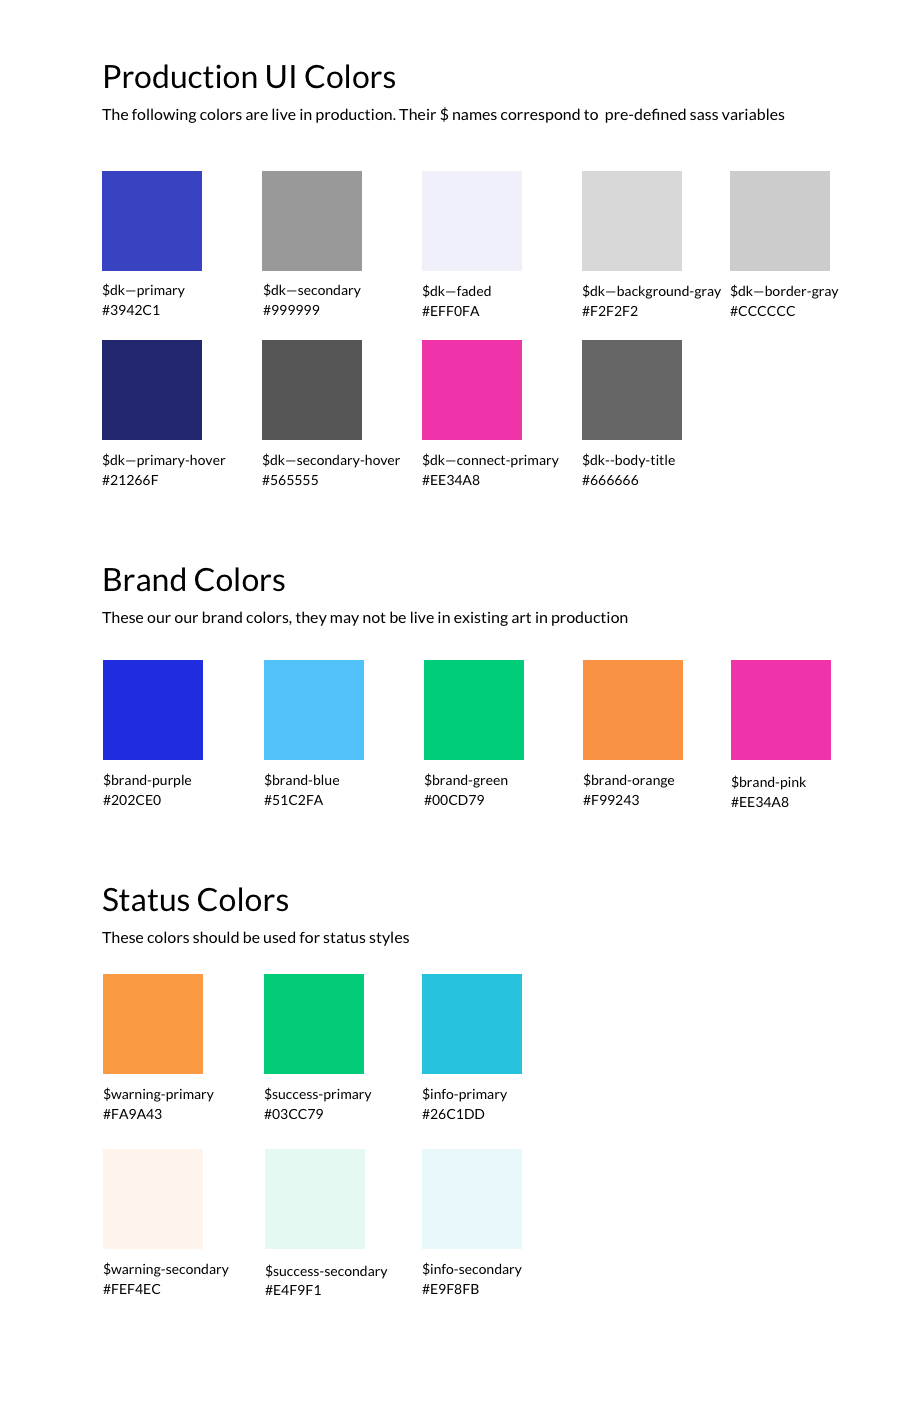 Production UI Colors
The following colors are live in production. Their $ names correspond to  pre-defined sass variables
$dk—primary
#3942C1
$dk—secondary
#999999
$dk—faded
#EFF0FA
$dk—background-gray
#F2F2F2
$dk—border-gray
#CCCCCC
$dk—primary-hover
#21266F
$dk—secondary-hover
#565555
$dk—connect-primary
#EE34A8
$dk--body-title
#666666
Brand Colors
These our our brand colors, they may not be live in existing art in production
$brand-purple
#202CE0
$brand-blue
#51C2FA
$brand-green
#00CD79
$brand-orange
#F99243
$brand-pink
#EE34A8
Status Colors
These colors should be used for status styles
$warning-primary
#FA9A43
$success-primary
#03CC79
$info-primary
#26C1DD
$warning-secondary
#FEF4EC
$success-secondary
#E4F9F1
$info-secondary
#E9F8FB